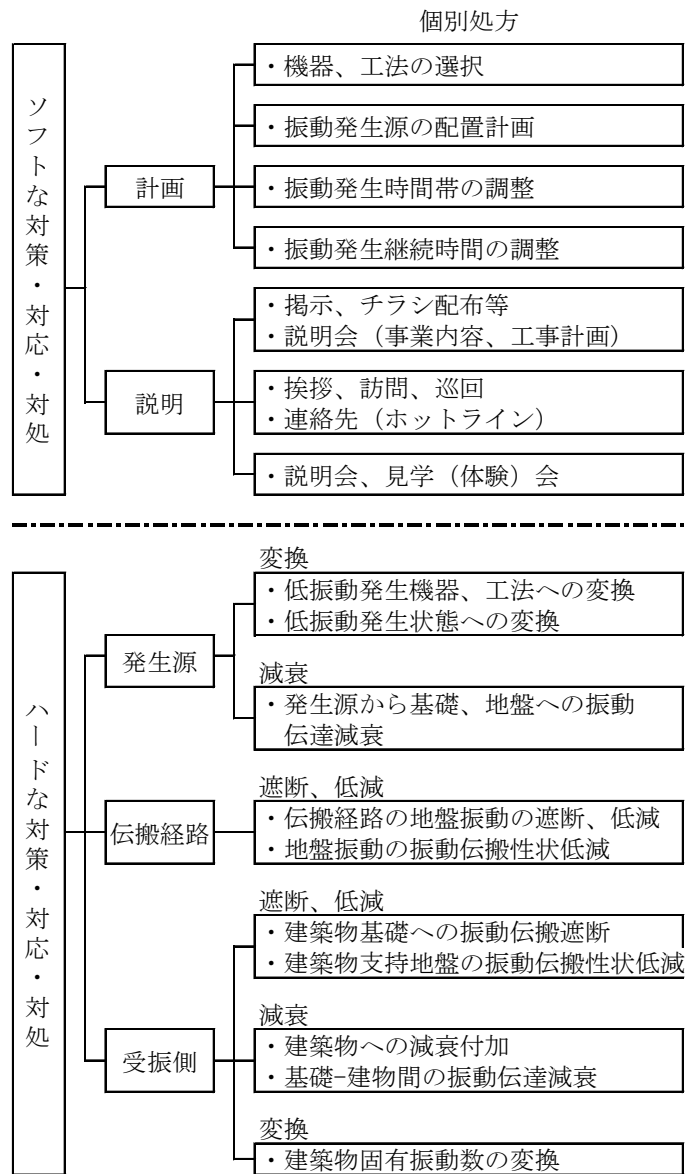 個別処方
ソフトな対策・対応・対処
計画
・機器、工法の選択
・振動発生源の配置計画
・振動発生時間帯の調整
・振動発生継続時間の調整
説明
・掲示、チラシ配布等
・説明会（事業内容、工事計画）
・挨拶、訪問、巡回
・連絡先（ホットライン）
・説明会、見学（体験）会
ハードな対策・対応・対処
発生源
変換
・低振動発生機器、工法への変換
・低振動発生状態への変換
減衰
・発生源から基礎、地盤への振動
伝達減衰
伝搬経路
遮断、低減
・伝搬経路の地盤振動の遮断、低減
・地盤振動の振動伝搬性状低減
受振側
遮断、低減
・建築物基礎への振動伝搬遮断
・建築物支持地盤の振動伝搬性状低減
減衰
・建築物への減衰付加
・基礎-建物間の振動伝達減衰
変換
・建築物固有振動数の変換